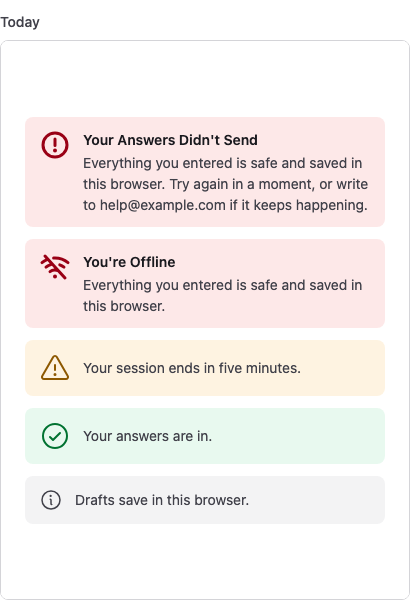 Today
Your Answers Didn't Send
Everything you entered is safe and saved in
this browser. Try again in a moment, or write
to help@example.com if it keeps happening.
You're Offline
Everything you entered is safe and saved in
this browser.
Your session ends in five minutes.
Your answers are in.
Drafts save in this browser.